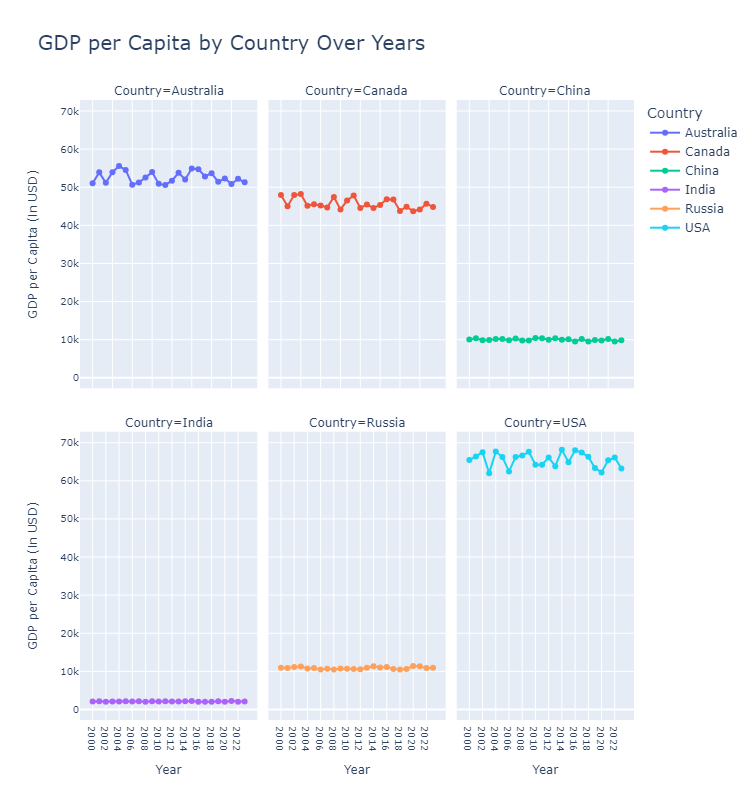 GDP per Capita by Country Over Years
Country=Australia
Country=Canada
Country=China
Country
Australia
Canada
China
India
Russia
USA
GDP per Capita (in USD)
70k
60k
50k
40k
30k
20k
10k
0
Country=India
Country=Russia
Country=USA
GDP per Capita (in USD)
70k
60k
50k
40k
30k
20k
10k
0
2000 2002 2004 2006 2008 2010 2012 2014 2016 2018 2020 2022
2000 2002 2004 2006 2008 2010 2012 2014 2016 2018 2020 2022
2000 2002 2004 2006 2008 2010 2012 2014 2016 2018 2020 2022
Year
Year
Year